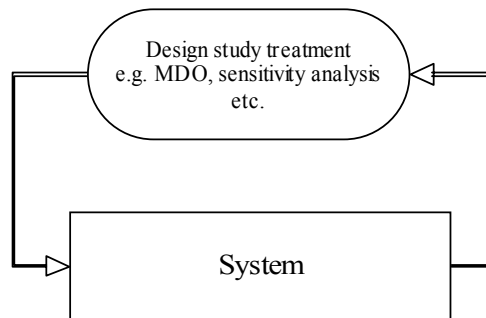 Design study treatment
e.g. MDO, sensitivity analysis
etc.
System